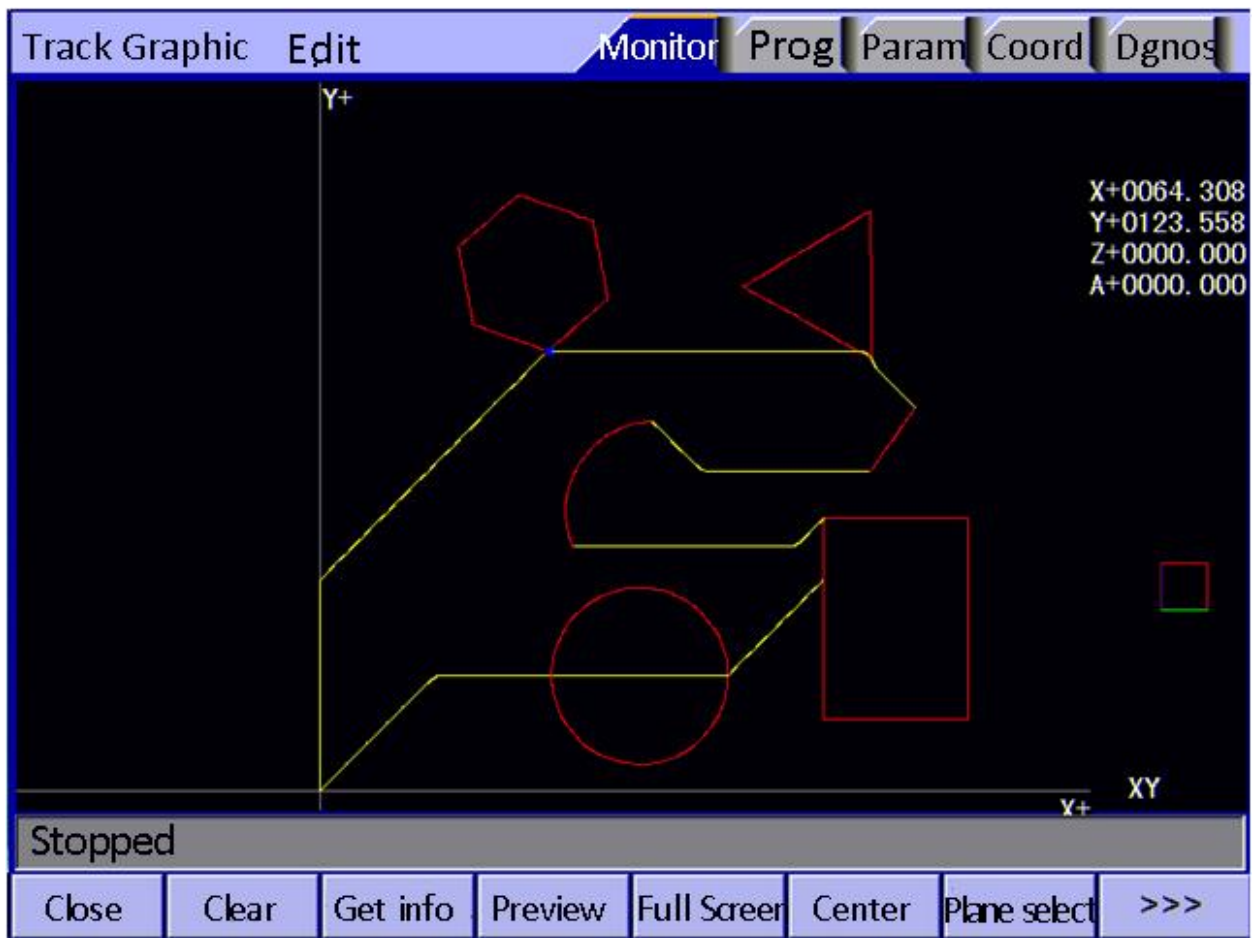 Track Graphic Edit Monitor Prog Param Coord Dgnos
Y+
X+0064.308
Y+0123.558
Z+0000.000
A+0000.000
XY
X+
Stopped
Close Clear Get info Preview Full Screen Center Plane select >>>